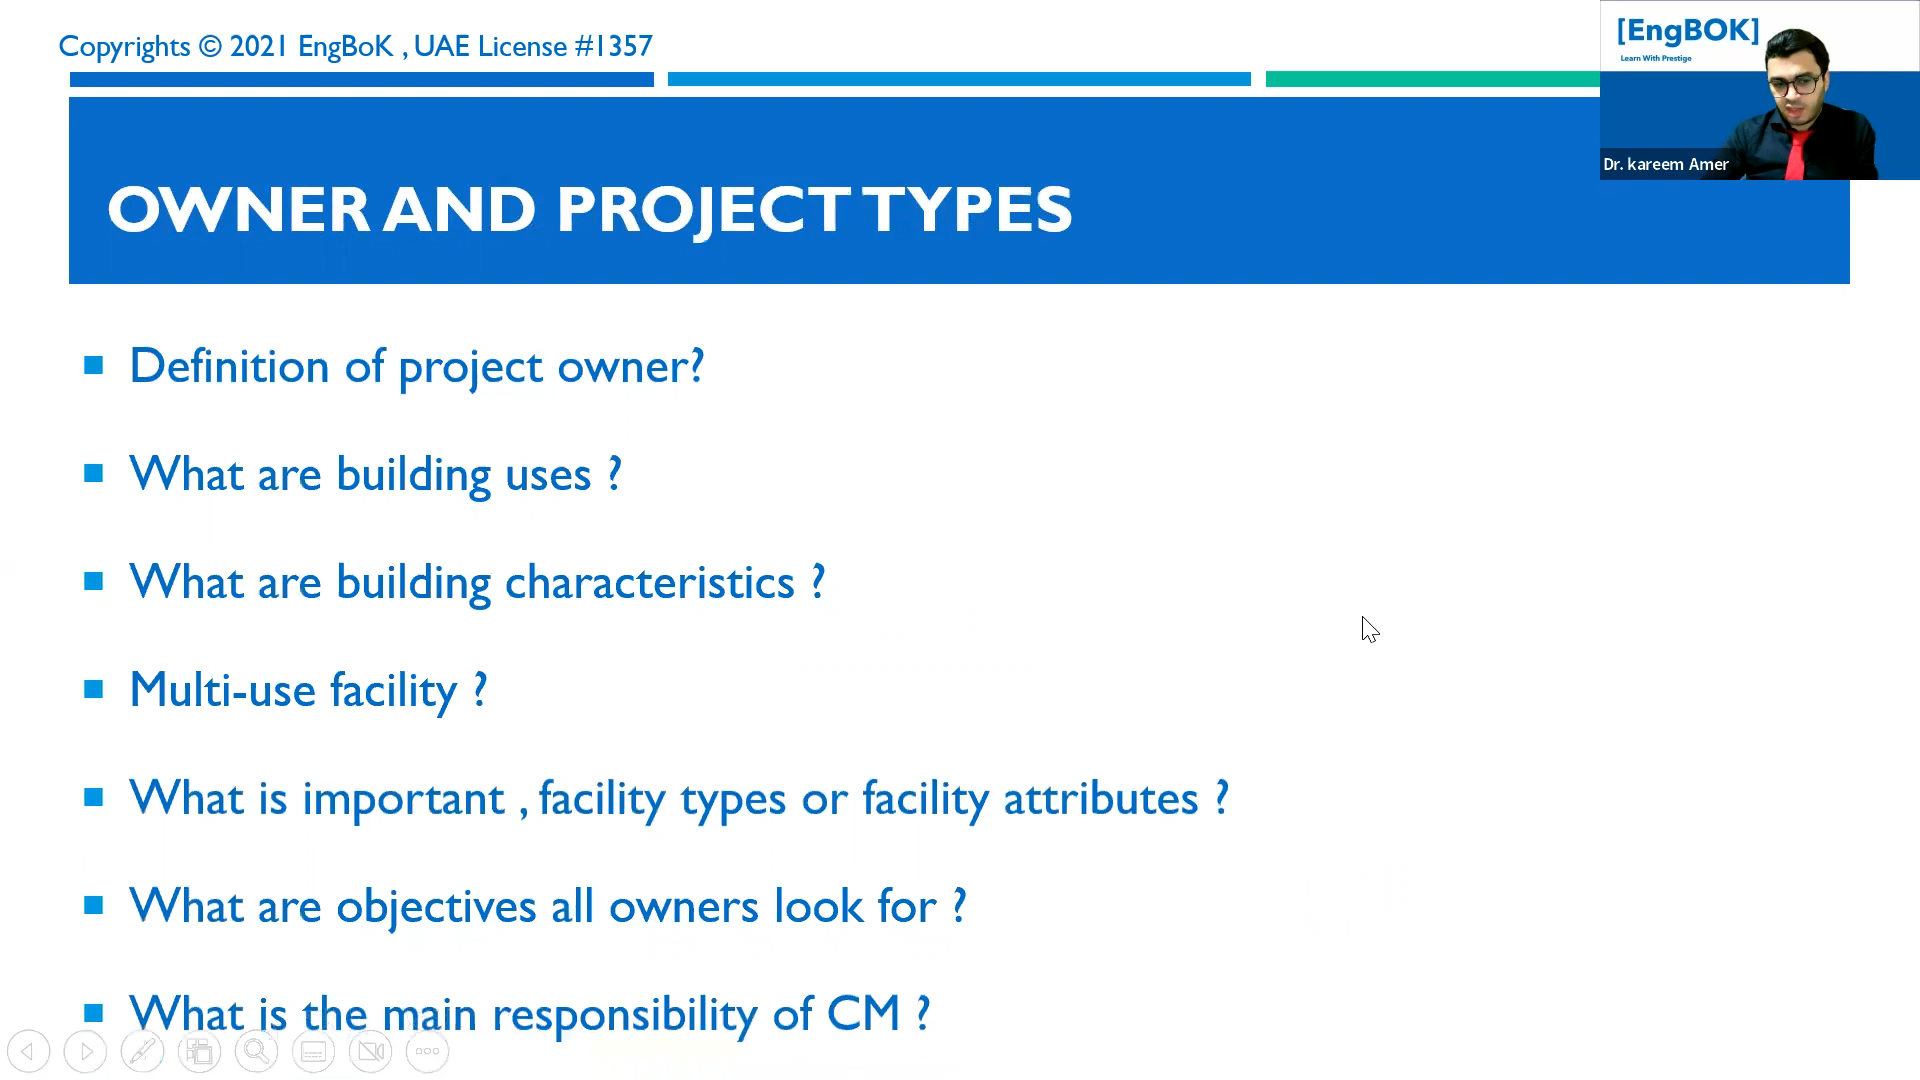 Copyrights © 2021 EngBoK , UAE License #1357
[EngBOK]
Learn With Prestige
Dr. kareem Amer
OWNER AND PROJECT TYPES
Definition of project owner?
What are building uses ?
What are building characteristics ?
Multi-use facility ?
What is important , facility types or facility attributes ?
What are objectives all owners look for ?
What is the main responsibility of CM ?